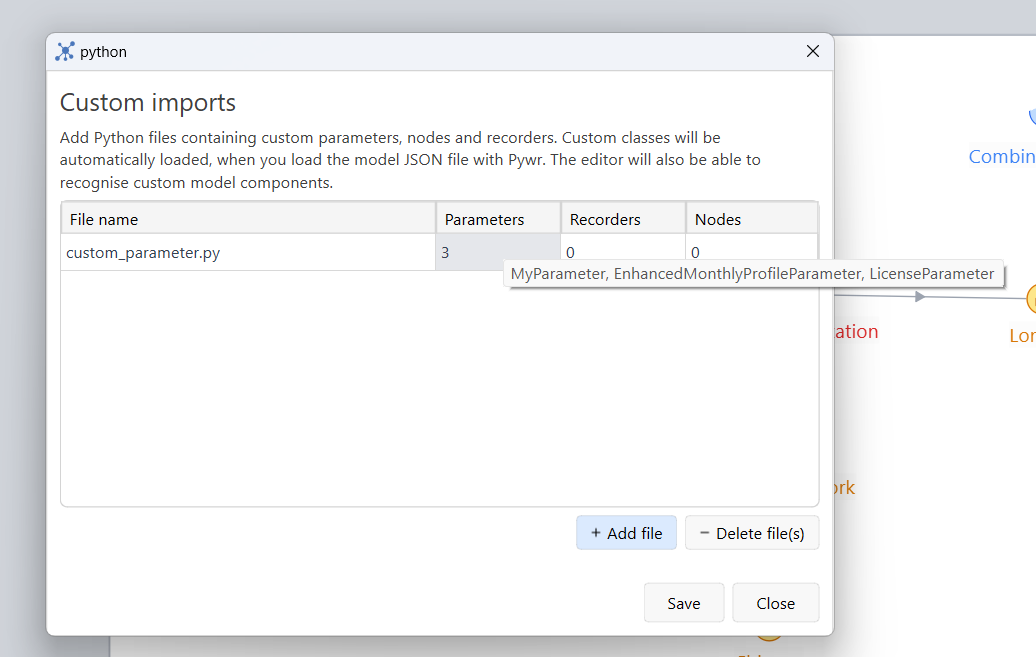 python
Custom imports
Add Python files containing custom parameters, nodes and recorders. Custom classes will be
automatically loaded, when you load the model JSON file with Pywr. The editor will also be able to
recognise custom model components.
File name Parameters Recorders Nodes
custom_parameter.py 3 0 0
MyParameter, EnhancedMonthlyProfileParameter, LicenseParameter
+ Add file − Delete file(s)
Save Close
Combin
ation
Lor
ork